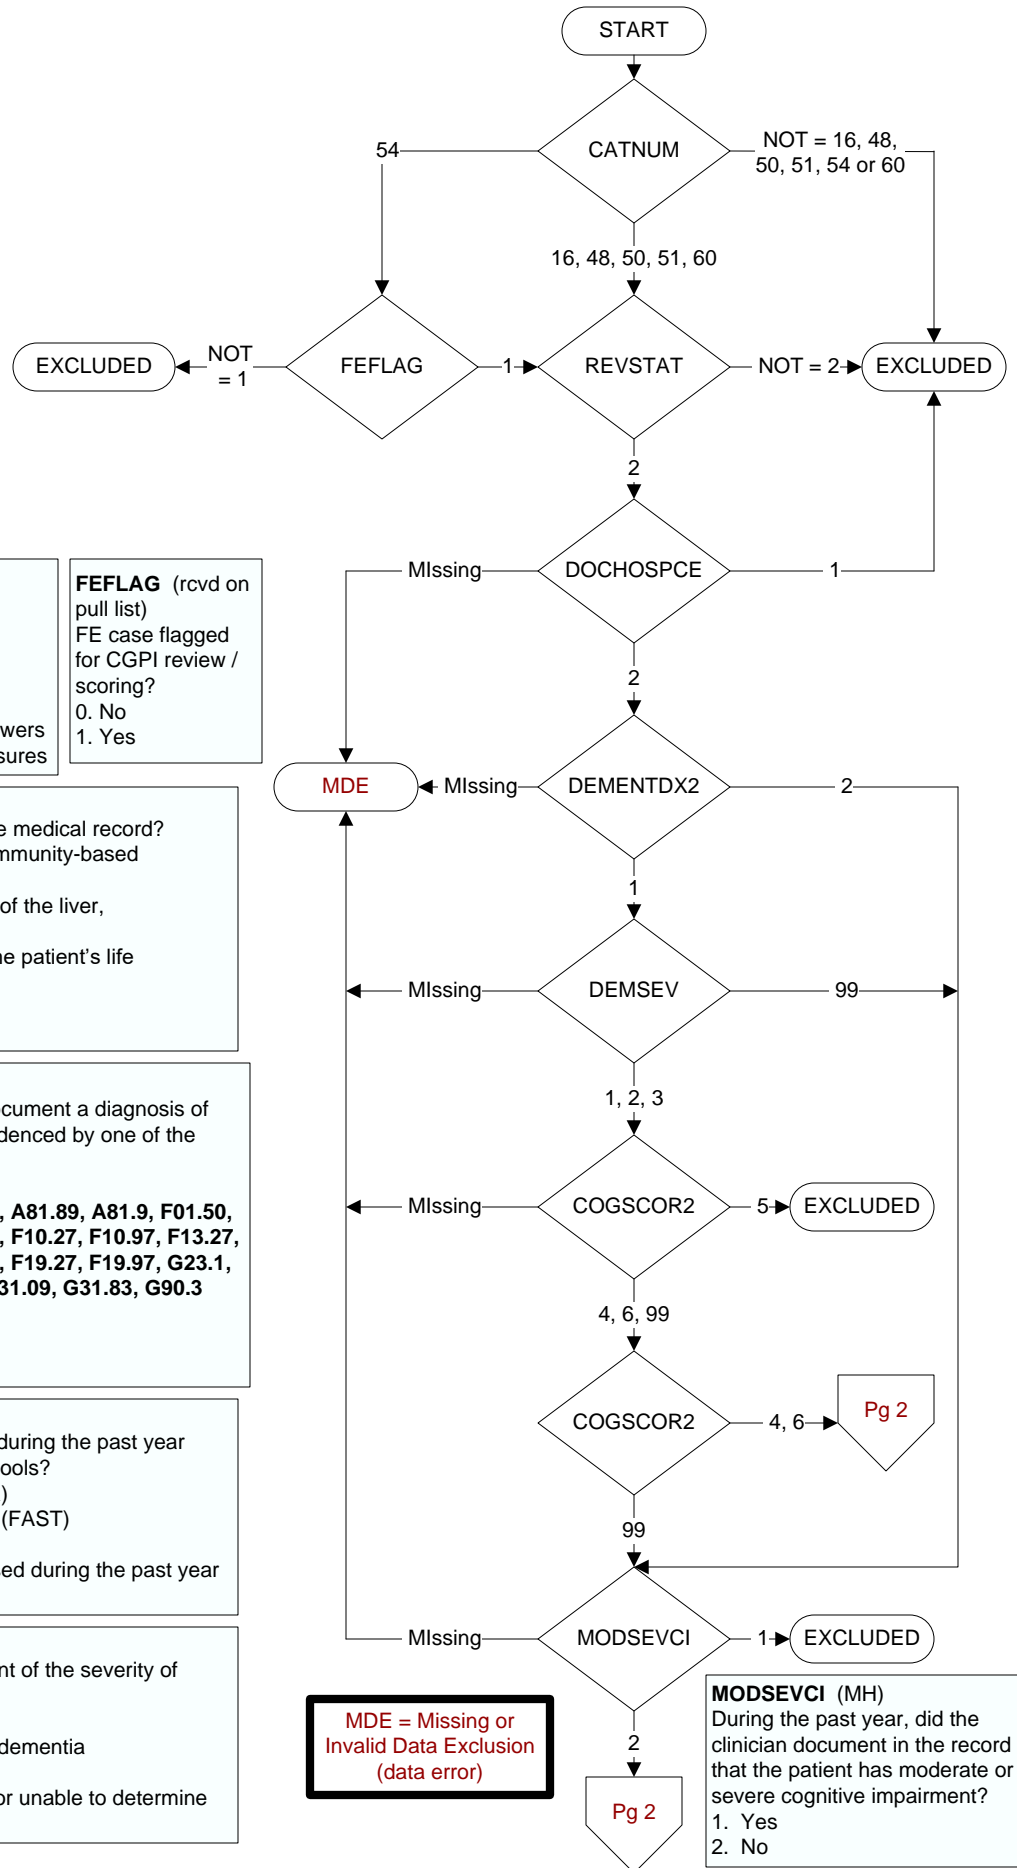 START
CATNUM
54
NOT = 16, 48,
50, 51, 54 or 60
16, 48, 50, 51, 60
EXCLUDED
NOT
= 1
FEFLAG
1
REVSTAT
NOT = 2
EXCLUDED
2
MIssing
DOCHOSPCE
1
2
wers
sures
FEFLAG (rcvd on
pull list)
FE case flagged
for CGPI review /
scoring?
0. No
1. Yes
MDE
MIssing
DEMENTDX2
2
1
e medical record?
mmunity-based
of the liver,
he patient's life
MIssing
DEMSEV
99
1, 2, 3
ocument a diagnosis of
idenced by one of the
, A81.89, A81.9, F01.50,
, F10.27, F10.97, F13.27,
, F19.27, F19.97, G23.1,
31.09, G31.83, G90.3
MIssing
COGSCOR2
5
EXCLUDED
4, 6, 99
COGSCOR2
4, 6
Pg 2
99
during the past year
ools?
)
(FAST)
ed during the past year
MIssing
MODSEVCI
1
EXCLUDED
2
Pg 2
nt of the severity of
dementia
or unable to determine
MDE = Missing or
Invalid Data Exclusion
(data error)
MODSEVCI (MH)
During the past year, did the
clinician document in the record
that the patient has moderate or
severe cognitive impairment?
1. Yes
2. No